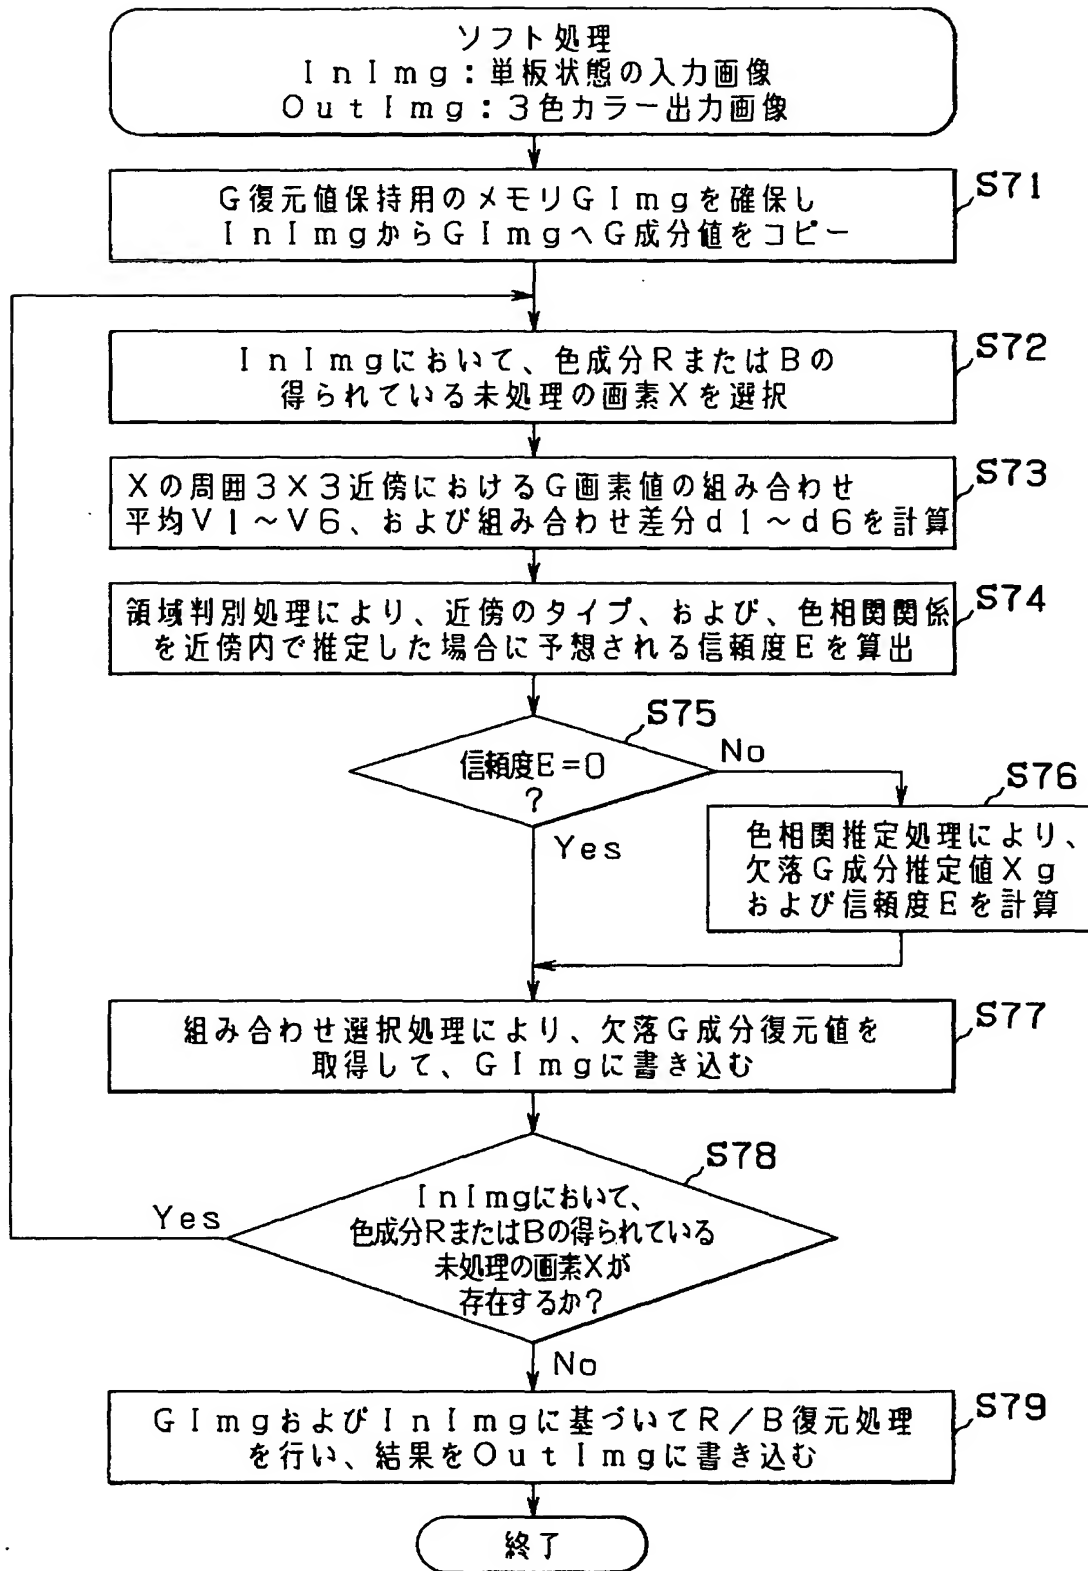 ソフト処理
InImg：単板状態の入力画像
OutImg：3色カラー出力画像
S71
G復元値保持用のメモリGImgを確保し
InImgからGImgへG成分値をコピー
S72
InImgにおいて、色成分RまたはBの
得られている未処理の画素Xを選択
S73
Xの周囲3×3近傍におけるG画素値の組み合わせ
平均V1～V6、および組み合わせ差分d1～d6を計算
S74
領域判別処理により、近傍のタイプ、および、色相関関係
を近傍内で推定した場合に予想される信頼度Eを算出
S75
信頼度E=0
?
No
Yes
S76
色相関推定処理により、
欠落G成分推定値Xg
および信頼度Eを計算
S77
組み合わせ選択処理により、欠落G成分復元値を
取得して、GImgに書き込む
S78
InImgにおいて、
色成分RまたはBの得られている
未処理の画素Xが
存在するか?
Yes
No
S79
GImgおよびInImgに基づいてR/B復元処理
を行い、結果をOutImgに書き込む
終了